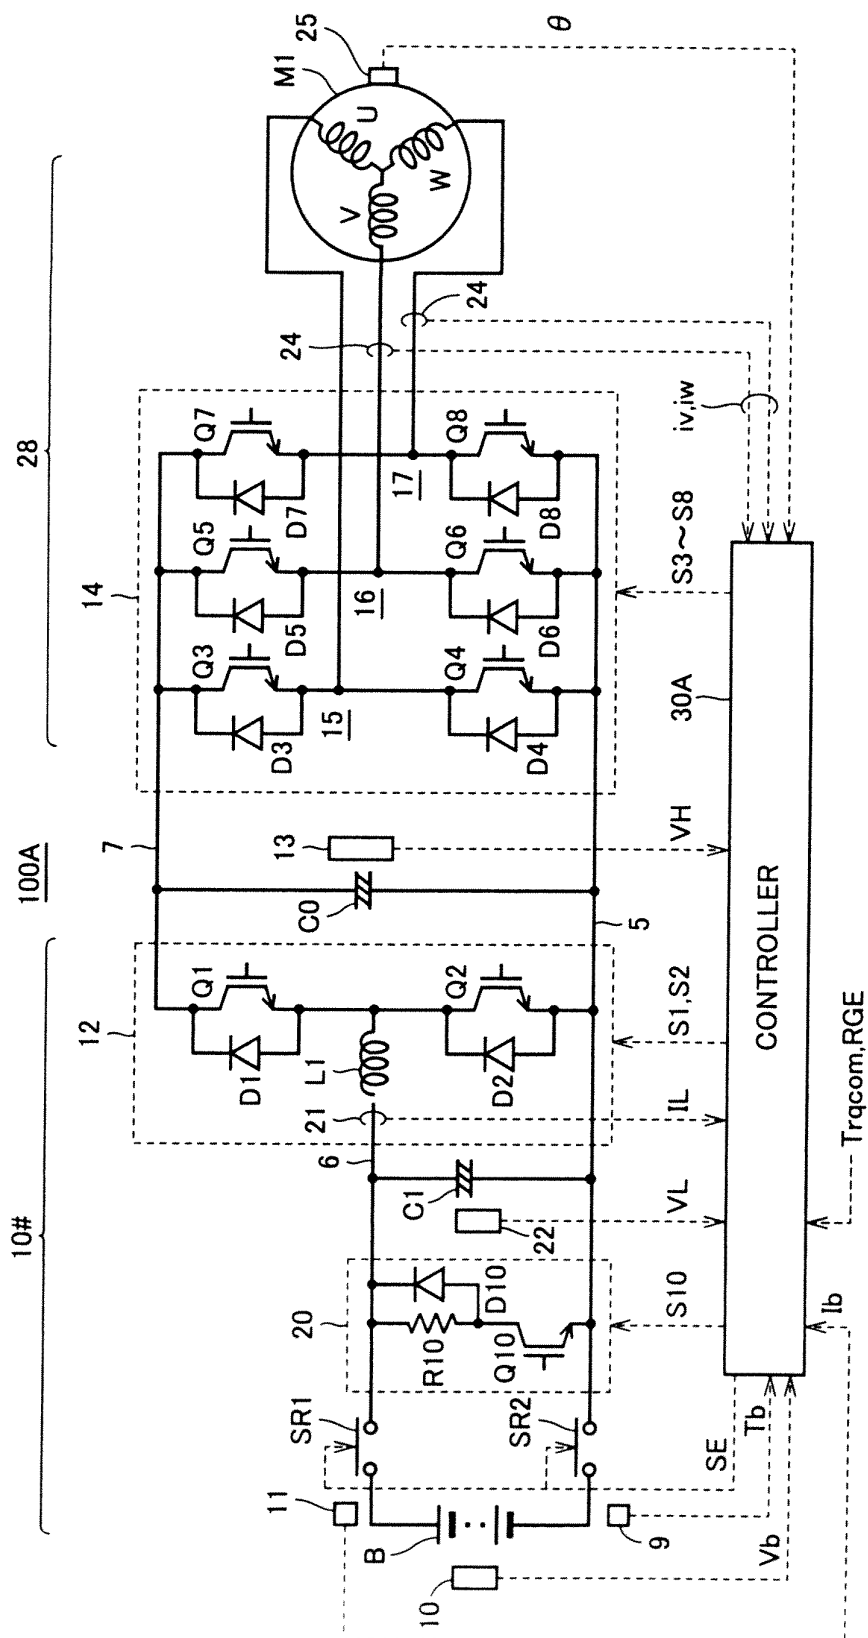 100A
10#
28
12
7
14
20
6
21
L1
C0
13
C1
22
5
15
16
17
24
24
M1
25
U
V
W
θ
11
B
10
9
SR1
SR2
R10
D10
Q10
Q1
D1
Q2
D2
Q3
D3
Q4
D4
Q5
D5
Q6
D6
Q7
D7
Q8
D8
SE
Tb
Vb
Ib
S10
VL
IL
S1,S2
VH
30A
S3～S8
iv,iw
CONTROLLER
Trqcom,RGE